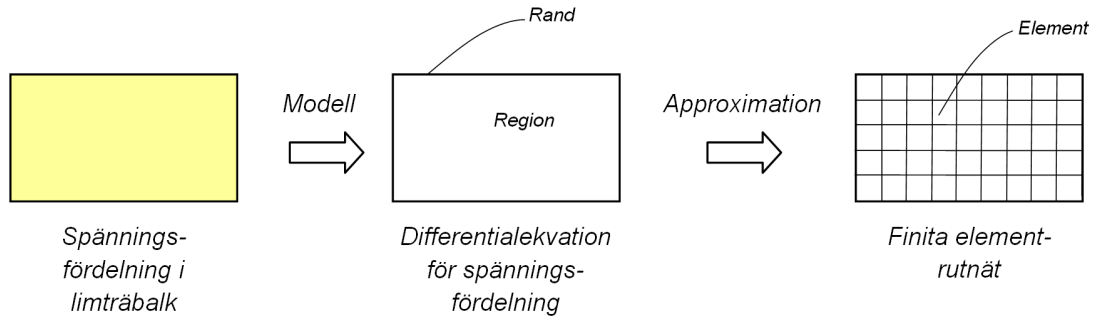 Rand
Element
Modell
Region
Approximation
Spännings-
fördelning i
limträbalk
Differentialekvation
för spännings-
fördelning
Finita element-
rutnät